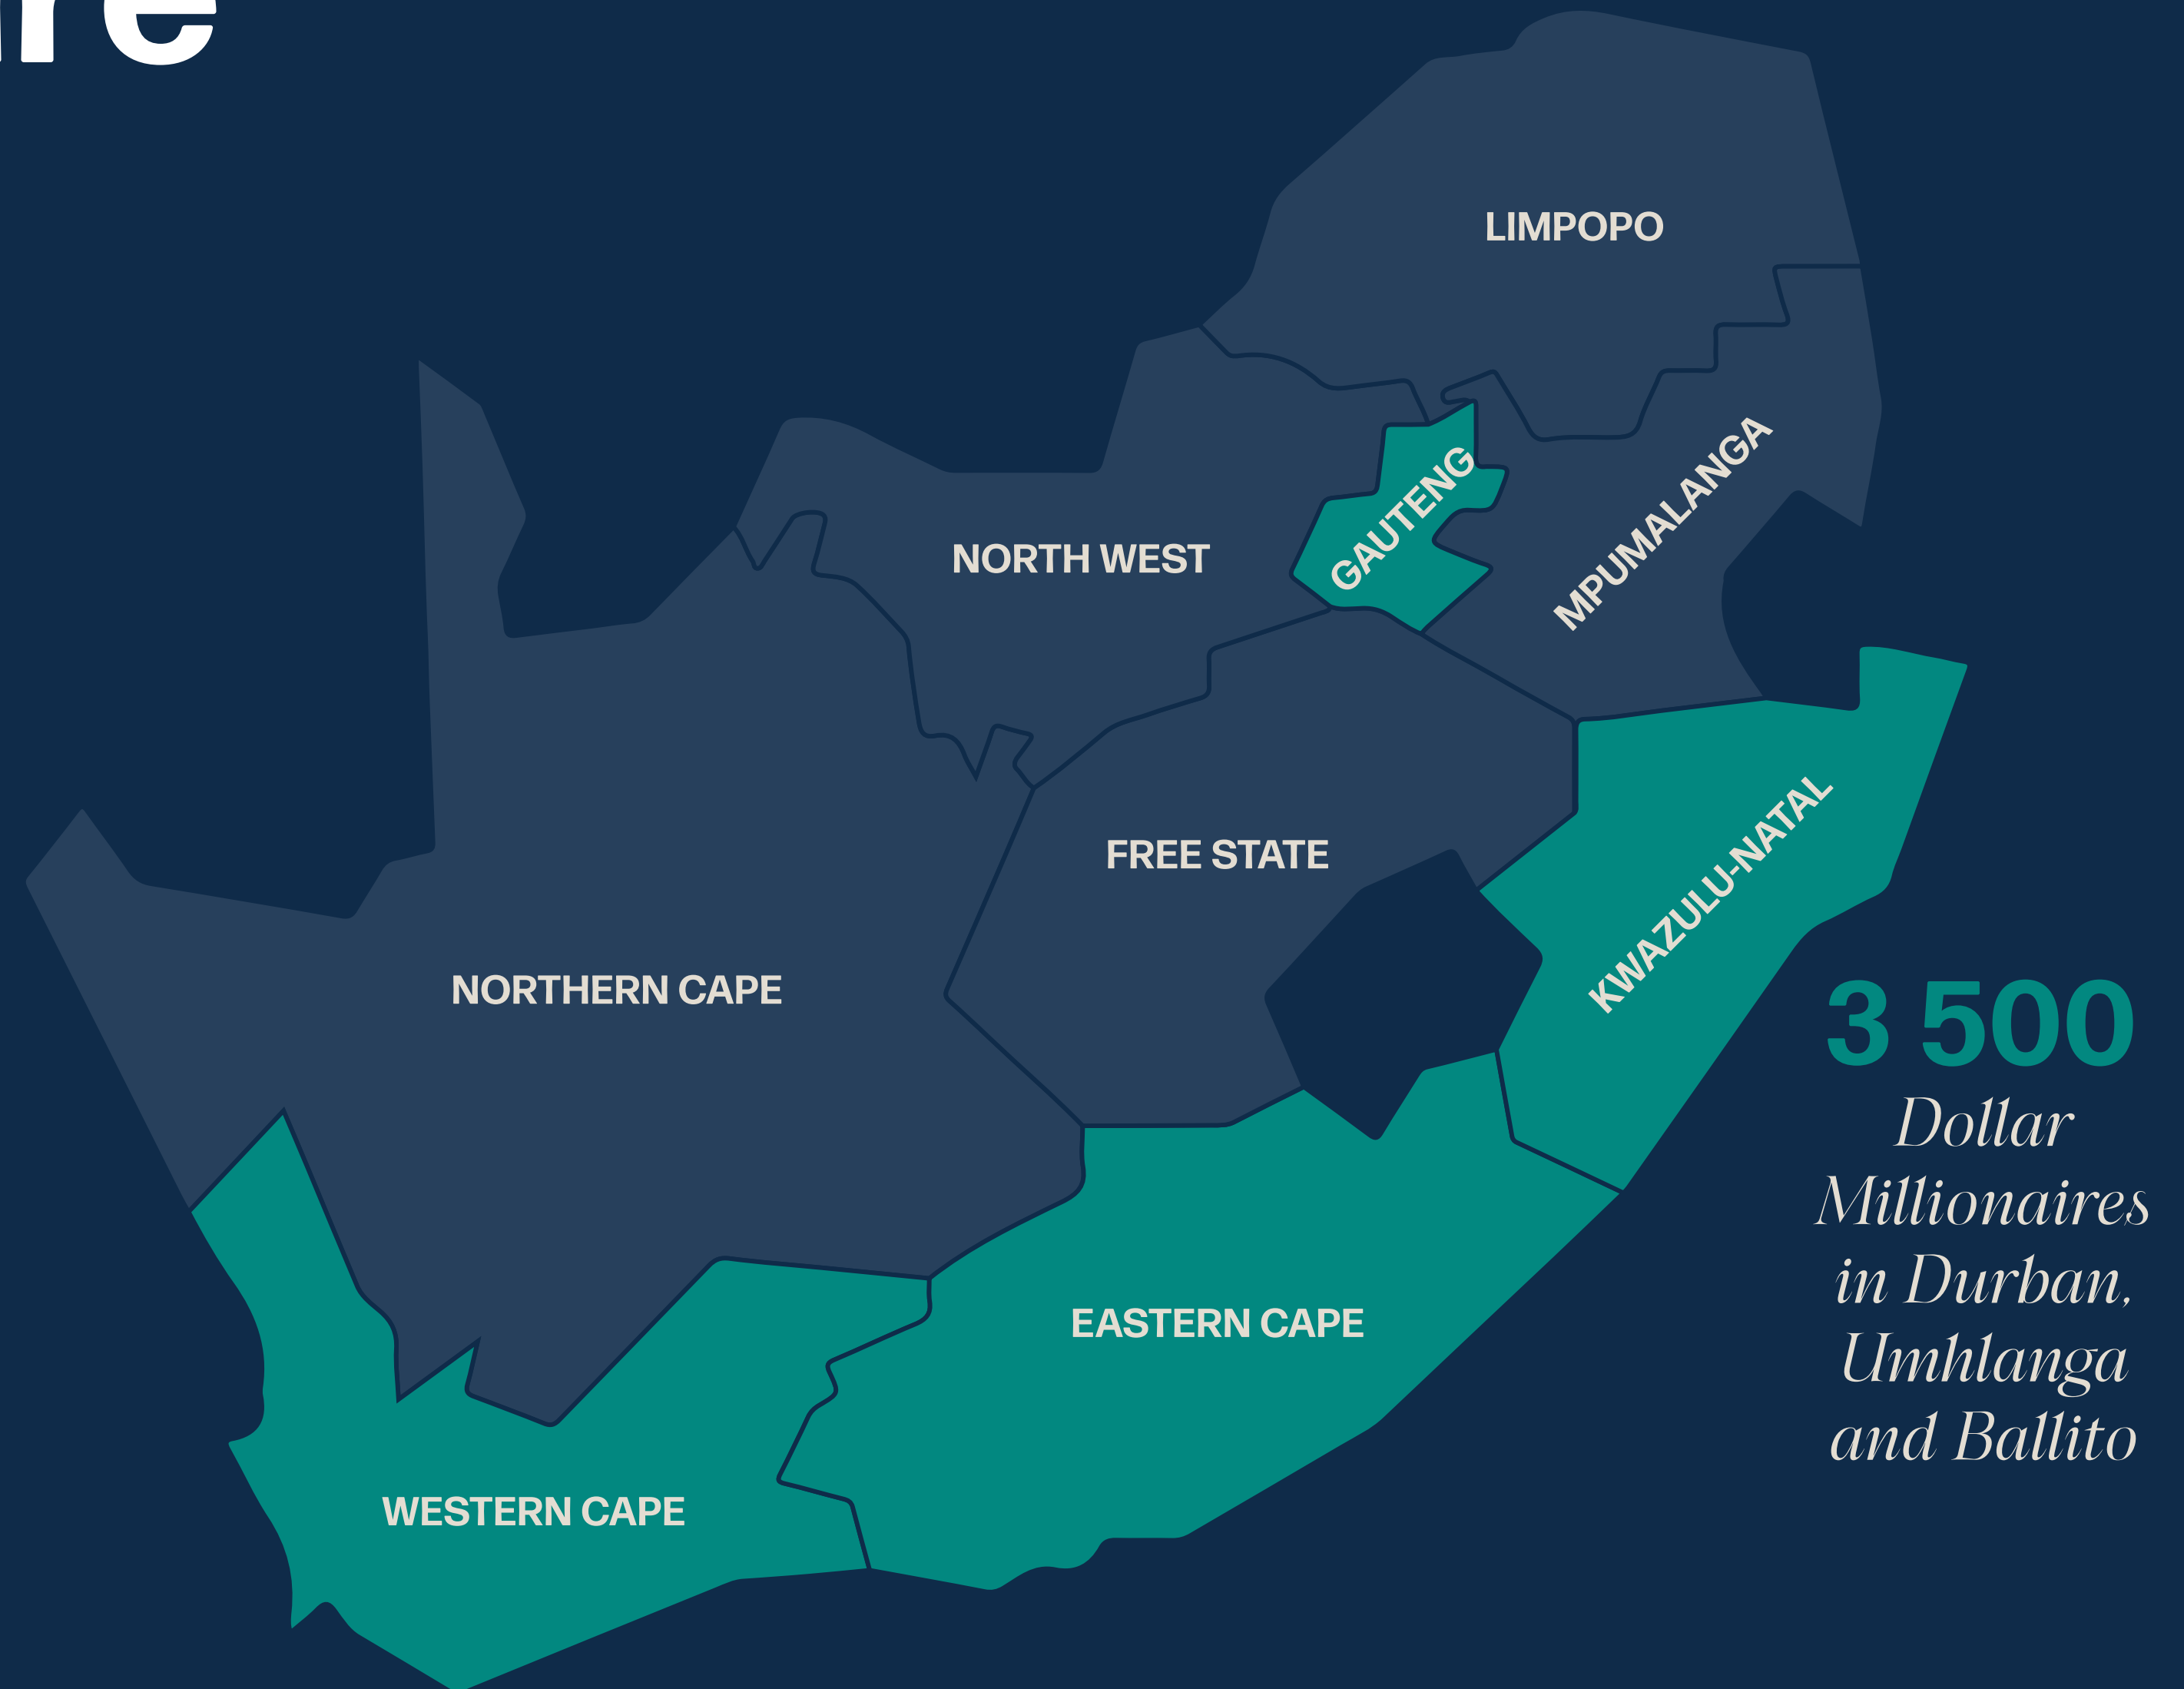 LIMPOPO
MPUMALANGA
GAUTENG
NORTH WEST
KWAZULU-NATAL
FREE STATE
NORTHERN CAPE
3 500
Dollar
Millionaires
in Durban,
Umhlanga
and Ballito
EASTERN CAPE
WESTERN CAPE